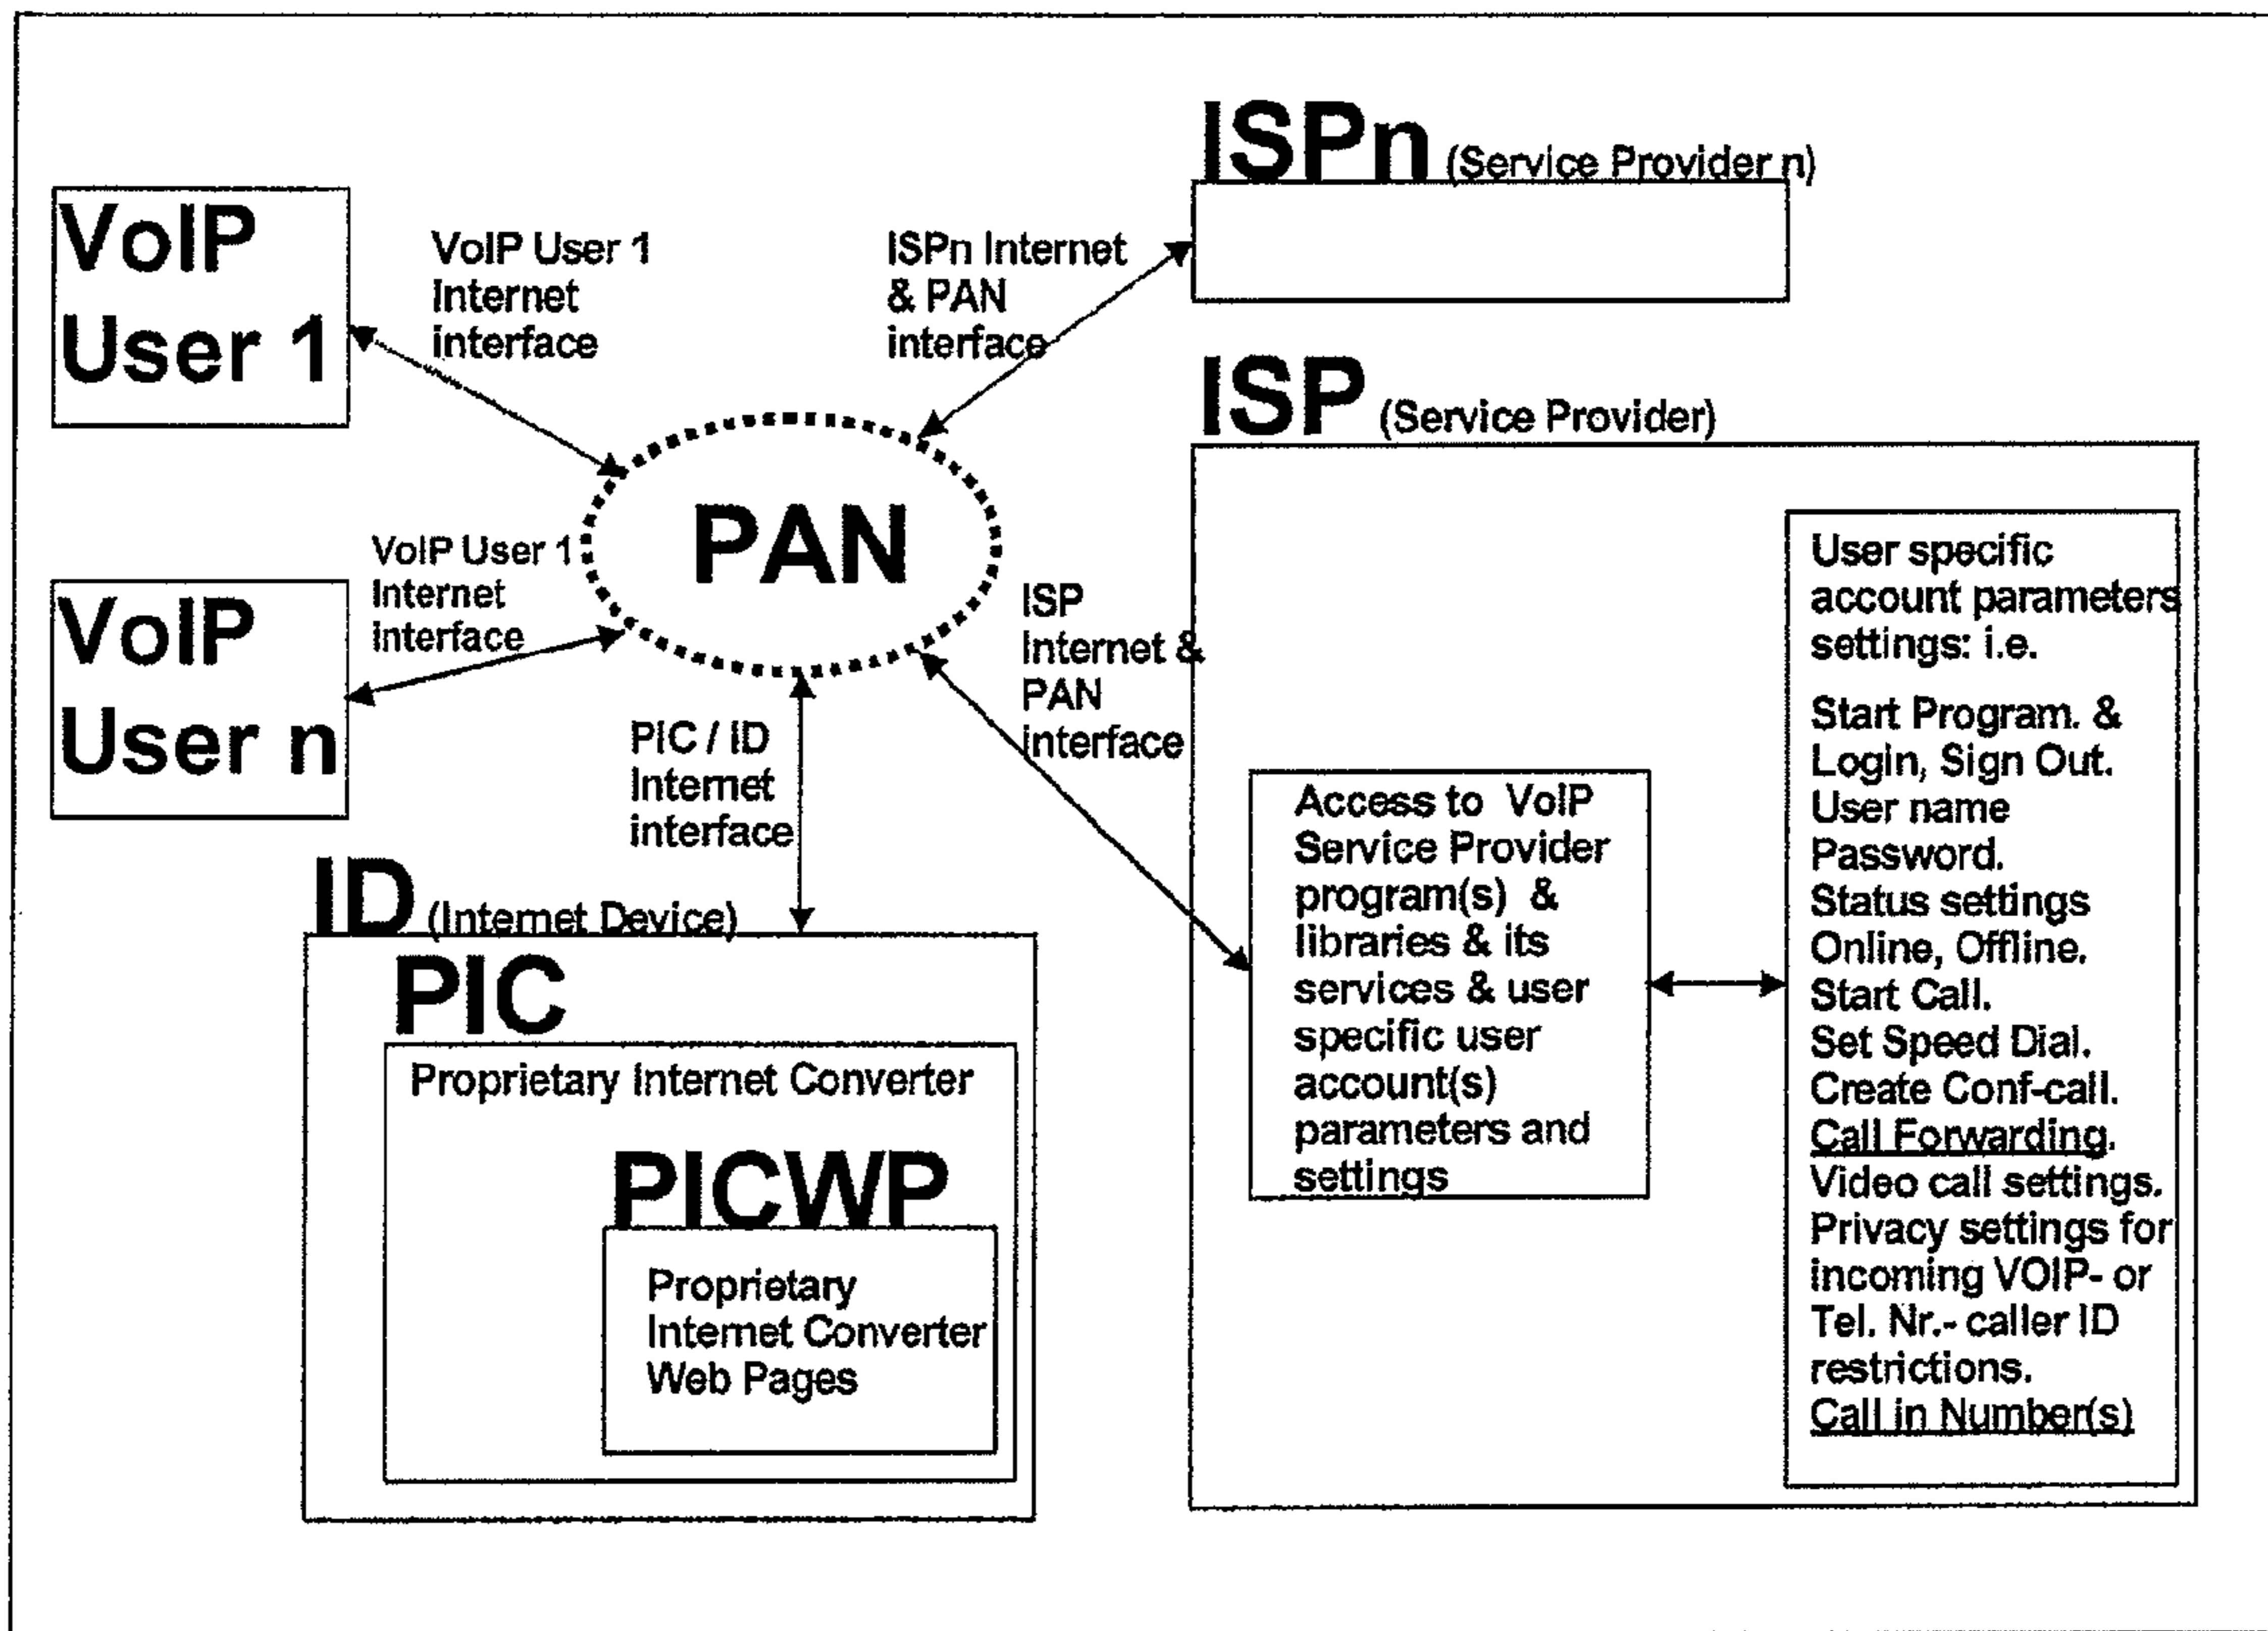 ISPn (Service Provider n)
VoIP
User 1
VoIP User 1
Internet
interface
ISPn Internet
& PAN
interface
ISP (Service Provider)
PAN
VoIP
User n
VoIP User 1
Internet
interface
ISP
Internet &
PAN
interface
PIC / ID
Internet
interface
ID (Internet Device)
PIC
Proprietary Internet Converter
PICWP
Proprietary
Internet Converter
Web Pages
Access to VoIP
Service Provider
program(s) &
libraries & its
services & user
specific user
account(s)
parameters and
settings
User specific
account parameters
settings: i.e.
Start Program. &
Login, Sign Out.
User name
Password.
Status settings
Online, Offline.
Start Call.
Set Speed Dial.
Create Conf-call.
Call Forwarding.
Video call settings.
Privacy settings for
incoming VOIP- or
Tel. Nr.- caller ID
restrictions.
Call in Number(s)